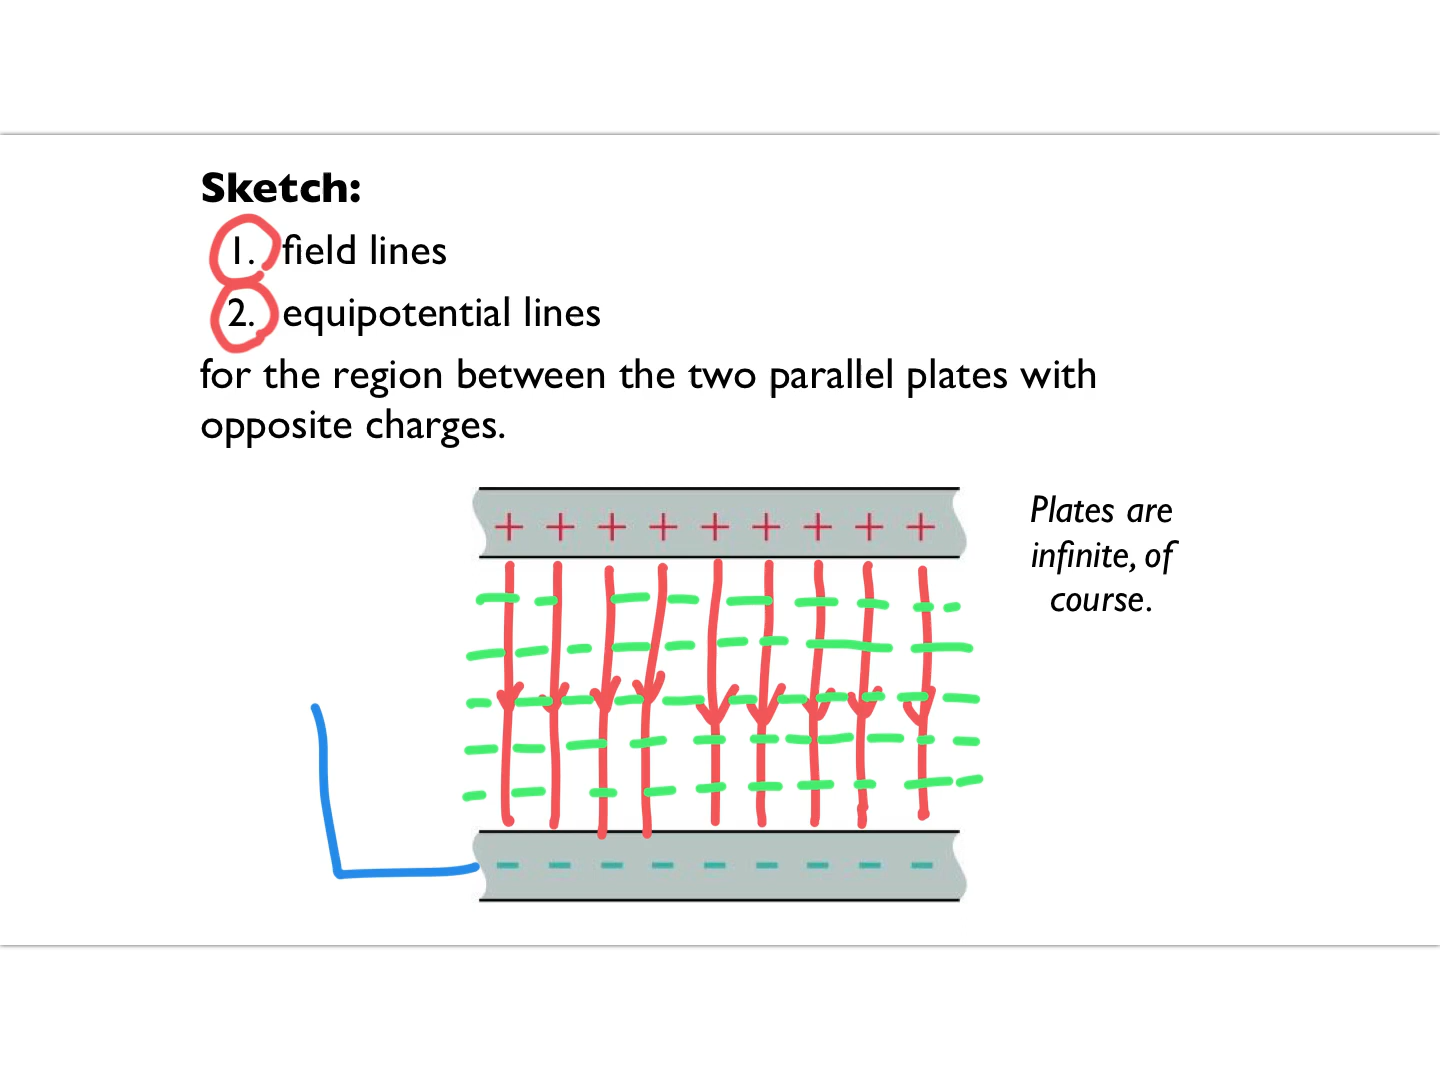 Sketch:
1. field lines
2. equipotential lines
for the region between the two parallel plates with
opposite charges.
Plates are
infinite, of
course.
+ + + + + + + + +
- - - - - - - - -